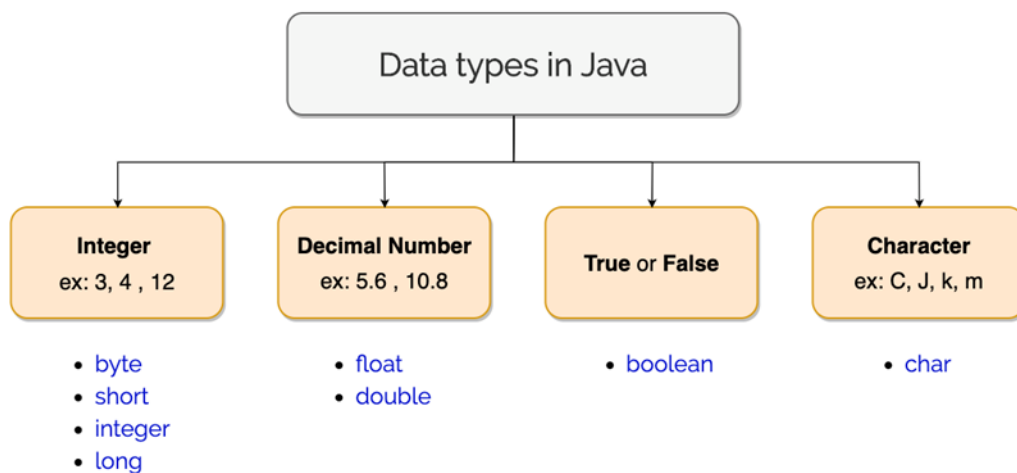 Data types in Java
Integer
ex: 3, 4 , 12
Decimal Number
ex: 5.6 , 10.8
True or False
Character
ex: C, J, k, m
• byte
• short
• integer
• long
• float
• double
• boolean
• char